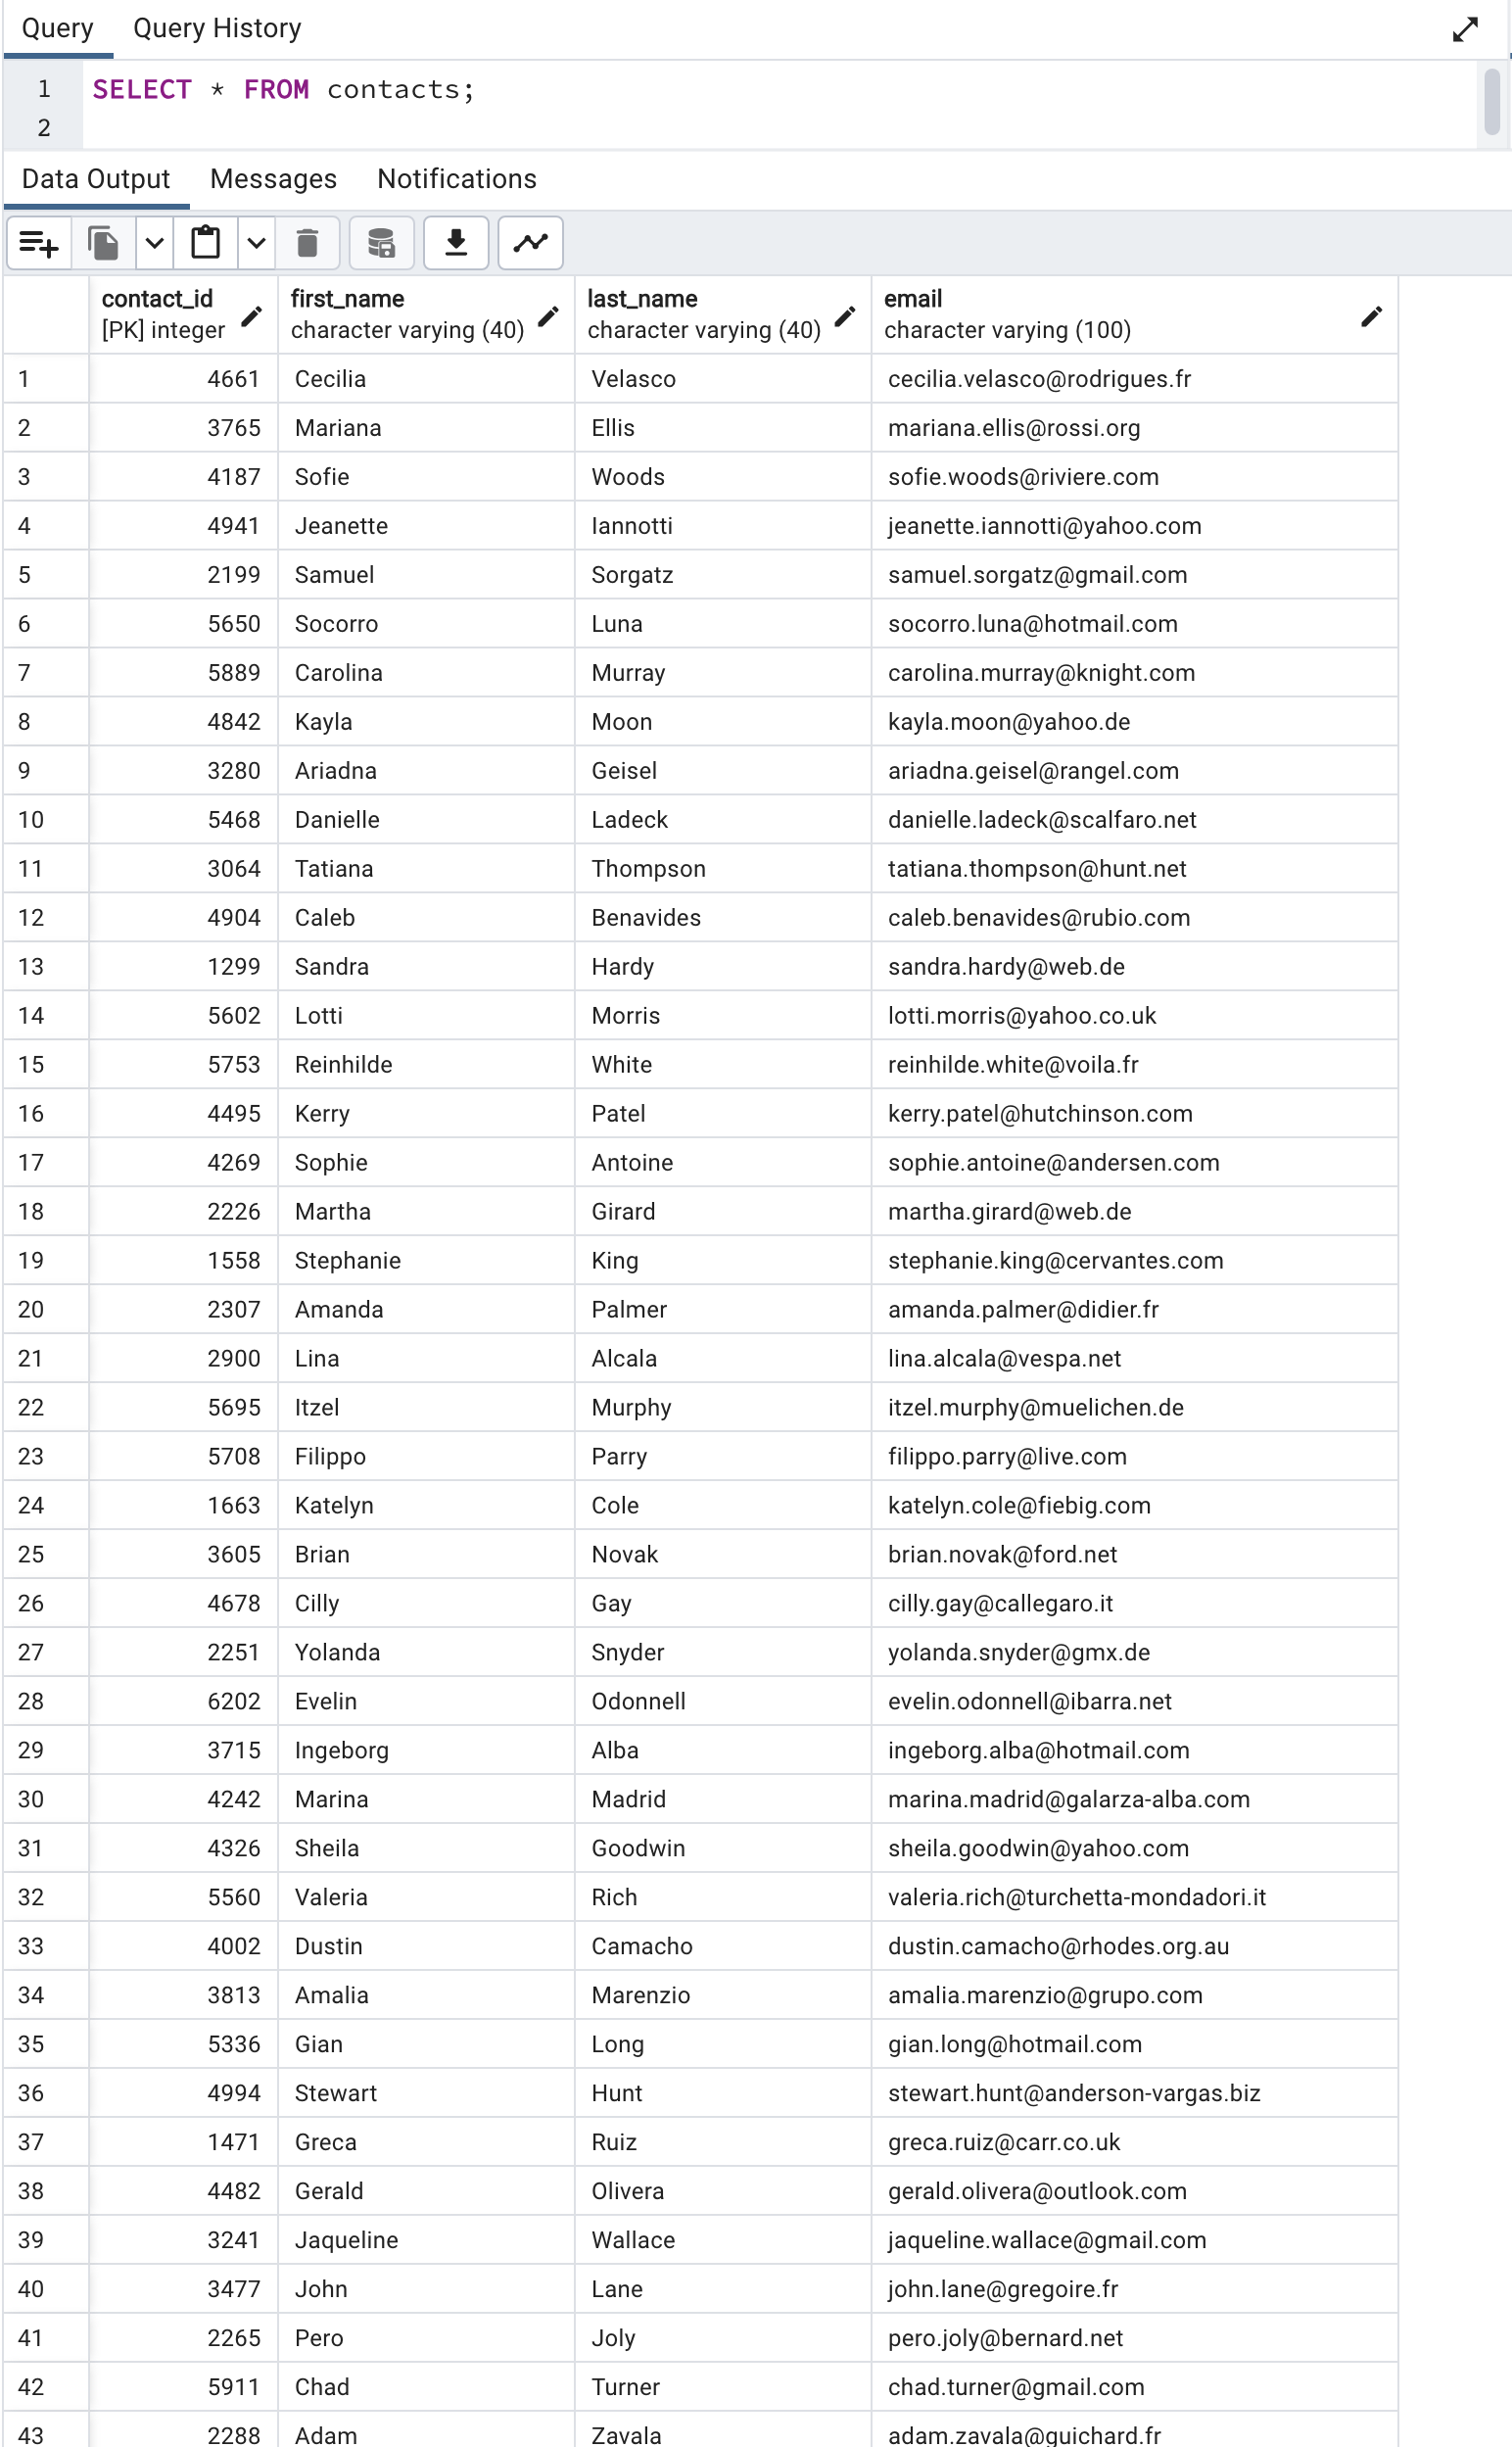 Query Query History
1 SELECT * FROM contacts;
2
Data Output Messages Notifications
contact_id first_name last_name email
[PK] integer character varying (40) character varying (40) character varying (100)
1 4661 Cecilia Velasco cecilia.velasco@rodrigues.fr
2 3765 Mariana Ellis mariana.ellis@rossi.org
3 4187 Sofie Woods sofie.woods@riviere.com
4 4941 Jeanette Iannotti jeanette.iannotti@yahoo.com
5 2199 Samuel Sorgatz samuel.sorgatz@gmail.com
6 5650 Socorro Luna socorro.luna@hotmail.com
7 5889 Carolina Murray carolina.murray@knight.com
8 4842 Kayla Moon kayla.moon@yahoo.de
9 3280 Ariadna Geisel ariadna.geisel@rangel.com
10 5468 Danielle Ladeck danielle.ladeck@scalfaro.net
11 3064 Tatiana Thompson tatiana.thompson@hunt.net
12 4904 Caleb Benavides caleb.benavides@rubio.com
13 1299 Sandra Hardy sandra.hardy@web.de
14 5602 Lotti Morris lotti.morris@yahoo.co.uk
15 5753 Reinhilde White reinhilde.white@voila.fr
16 4495 Kerry Patel kerry.patel@hutchinson.com
17 4269 Sophie Antoine sophie.antoine@andersen.com
18 2226 Martha Girard martha.girard@web.de
19 1558 Stephanie King stephanie.king@cervantes.com
20 2307 Amanda Palmer amanda.palmer@didier.fr
21 2900 Lina Alcala lina.alcala@vespa.net
22 5695 Itzel Murphy itzel.murphy@muelichen.de
23 5708 Filippo Parry filippo.parry@live.com
24 1663 Katelyn Cole katelyn.cole@fiebig.com
25 3605 Brian Novak brian.novak@ford.net
26 4678 Cilly Gay cilly.gay@callegaro.it
27 2251 Yolanda Snyder yolanda.snyder@gmx.de
28 6202 Evelin Odonnell evelin.odonnell@ibarra.net
29 3715 Ingeborg Alba ingeborg.alba@hotmail.com
30 4242 Marina Madrid marina.madrid@galarza-alba.com
31 4326 Sheila Goodwin sheila.goodwin@yahoo.com
32 5560 Valeria Rich valeria.rich@turchetta-mondadori.it
33 4002 Dustin Camacho dustin.camacho@rhodes.org.au
34 3813 Amalia Marenzio amalia.marenzio@grupo.com
35 5336 Gian Long gian.long@hotmail.com
36 4994 Stewart Hunt stewart.hunt@anderson-vargas.biz
37 1471 Greca Ruiz greca.ruiz@carr.co.uk
38 4482 Gerald Olivera gerald.olivera@outlook.com
39 3241 Jaqueline Wallace jaqueline.wallace@gmail.com
40 3477 John Lane john.lane@gregoire.fr
41 2265 Pero Joly pero.joly@bernard.net
42 5911 Chad Turner chad.turner@gmail.com
43 2288 Adam Zavala adam.zavala@guichard.fr